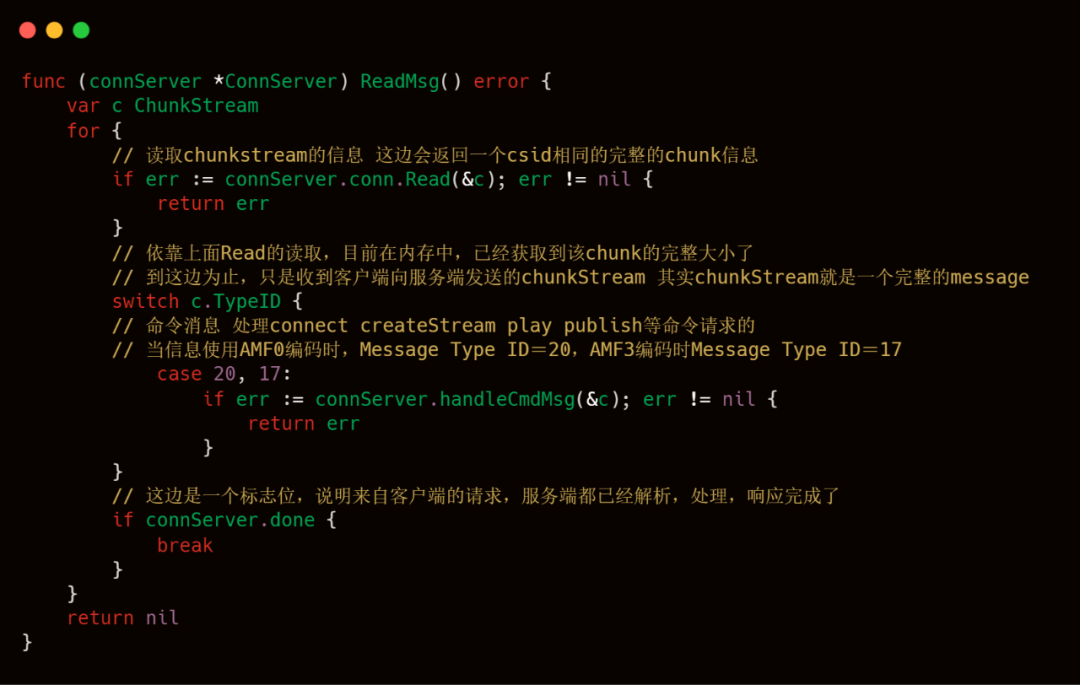 func (connServer *ConnServer) ReadMsg() error {
    var c ChunkStream
    for {
        // 读取chunkstream的信息 这边会返回一个csid相同的完整的chunk信息
        if err := connServer.conn.Read(&c); err != nil {
            return err
        }
        // 依靠上面Read的读取，目前在内存中，已经获取到该chunk的完整大小了
        // 到这边为止，只是收到客户端向服务端发送的chunkStream 其实chunkStream就是一个完整的message
        switch c.TypeID {
        // 命令消息 处理connect createStream play publish等命令请求的
        // 当信息使用AMF0编码时，Message Type ID＝20，AMF3编码时Message Type ID＝17
            case 20, 17:
                if err := connServer.handleCmdMsg(&c); err != nil {
                    return err
                }
        }
        // 这边是一个标志位，说明来自客户端的请求，服务端都已经解析，处理，响应完成了
        if connServer.done {
            break
        }
    }
    return nil
}